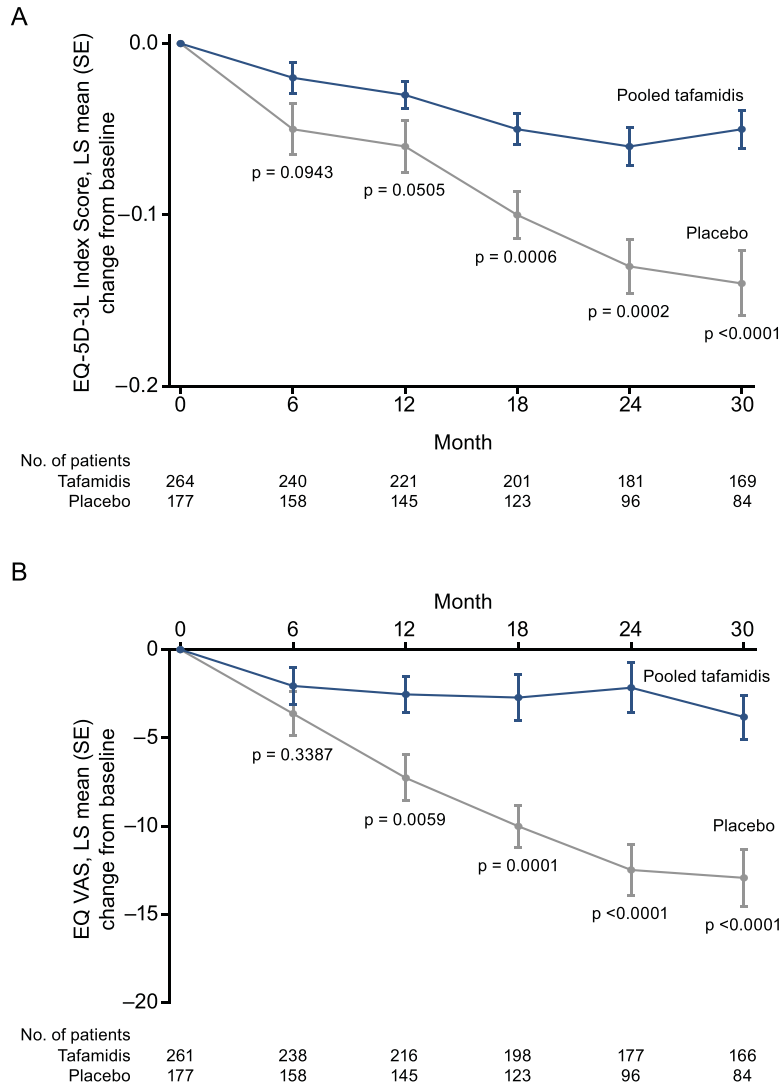 A
EQ-5D-3L Index Score, LS mean (SE)
change from baseline
0.0
–0.1
–0.2
Pooled tafamidis
Placebo
p = 0.0943
p = 0.0505
p = 0.0006
p = 0.0002
p <0.0001
0 6 12 18 24 30
Month
No. of patients
Tafamidis 264 240 221 201 181 169
Placebo 177 158 145 123 96 84
B
Month
0 6 12 18 24 30
EQ VAS, LS mean (SE)
change from baseline
0
–5
–10
–15
–20
Pooled tafamidis
Placebo
p = 0.3387
p = 0.0059
p = 0.0001
p <0.0001
p <0.0001
No. of patients
Tafamidis 261 238 216 198 177 166
Placebo 177 158 145 123 96 84